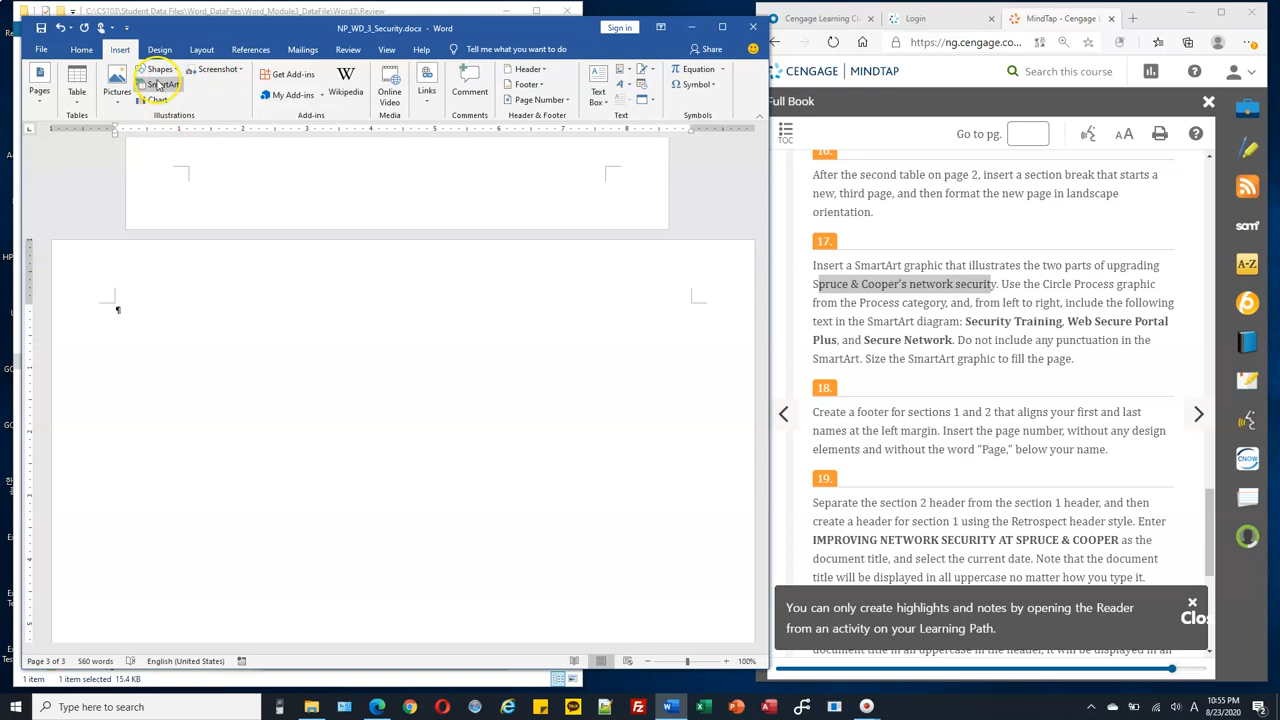 C:\CS103\Student Data Files\Word_DataFiles\Word_Module3_DataFile\Word3\Review
NP_WD_3_Security.docx - Word
Sign in
File Home Insert Design Layout References Mailings Review View Help Tell me what you want to do Share
Pages
Table
Tables
Pictures
Shapes
SmartArt
Chart
Screenshot
Illustrations
Get Add-ins
My Add-ins
Wikipedia
Add-ins
Online
Video
Media
Links
Comment
Comments
Header
Footer
Page Number
Header & Footer
Text
Box
Text
Equation
Symbol
Symbols
¶
Page 3 of 3 560 words English (United States) 100%
1 item 1 item selected 15.4 KB
Cengage Learning
Login
MindTap - Cengage L
https://ng.cengage.co
CENGAGE MINDTAP
Search this course
Full Book
TOC
Go to pg.
AA
16.
After the second table on page 2, insert a section break that starts a
new, third page, and then format the new page in landscape
orientation.
17.
Insert a SmartArt graphic that illustrates the two parts of upgrading
Spruce & Cooper's network security. Use the Circle Process graphic
from the Process category, and, from left to right, include the following
text in the SmartArt diagram: Security Training, Web Secure Portal
Plus, and Secure Network. Do not include any punctuation in the
SmartArt. Size the SmartArt graphic to fill the page.
18.
Create a footer for sections 1 and 2 that aligns your first and last
names at the left margin. Insert the page number, without any design
elements and without the word “Page,” below your name.
19.
Separate the section 2 header from the section 1 header, and then
create a header for section 1 using the Retrospect header style. Enter
IMPROVING NETWORK SECURITY AT SPRUCE & COOPER as the
document title, and select the current date. Note that the document
title will be displayed in all uppercase no matter how you type it.
You can only create highlights and notes by opening the Reader
from an activity on your Learning Path.
Clos
sam
A-Z
CNOW
Type here to search
10:55 PM
8/23/2020